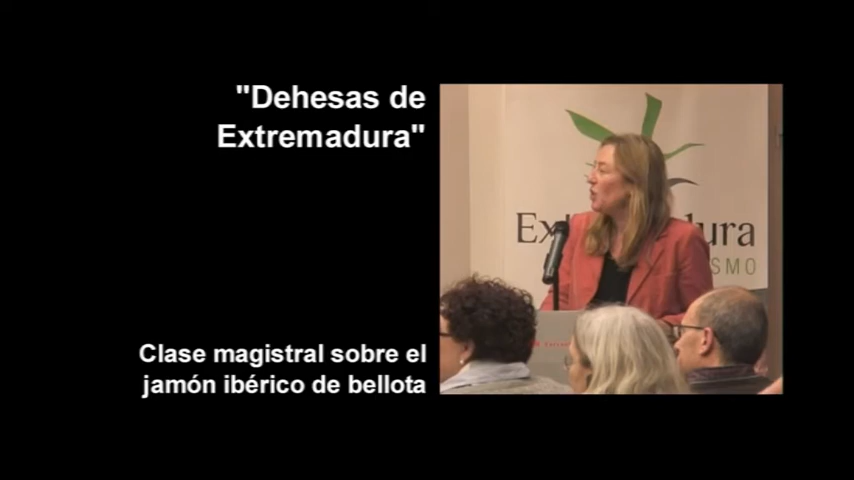 "Dehesas de
Extremadura"
Clase magistral sobre el
jamón ibérico de bellota